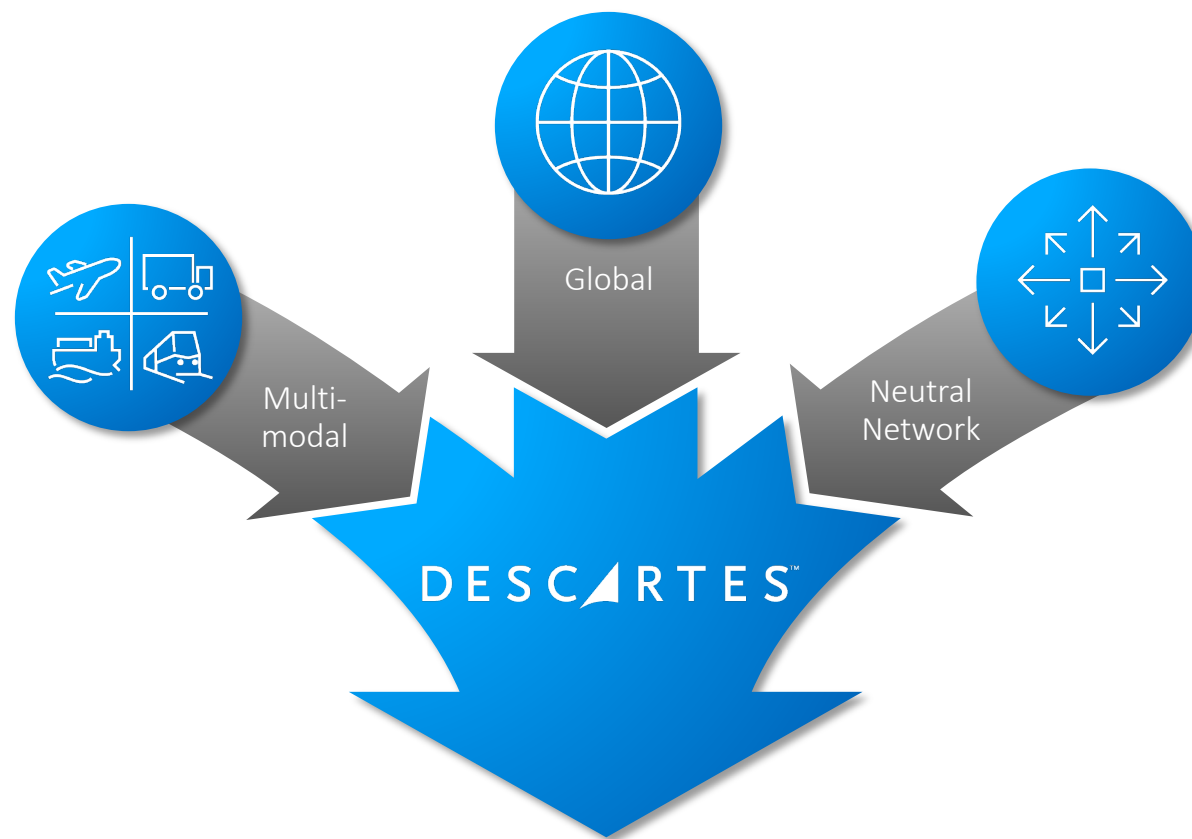 Global
Multi-
modal
Neutral
Network
DESCARTES™